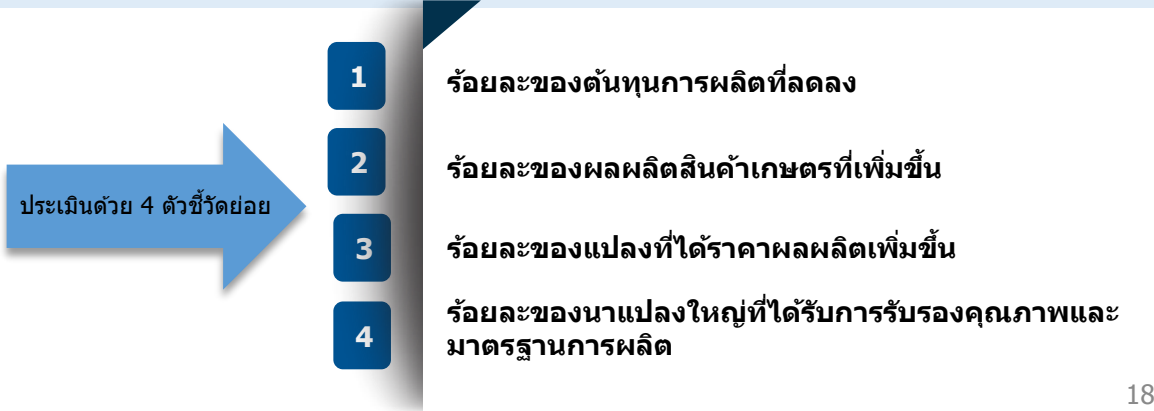 ประเมินด้วย 4 ตัวชี้วัดย่อย
1
ร้อยละของต้นทุนการผลิตที่ลดลง
2
ร้อยละของผลผลิตสินค้าเกษตรที่เพิ่มขึ้น
3
ร้อยละของแปลงที่ได้ราคาผลผลิตเพิ่มขึ้น
4
ร้อยละของนาแปลงใหญ่ที่ได้รับการรับรองคุณภาพและ
มาตรฐานการผลิต
18